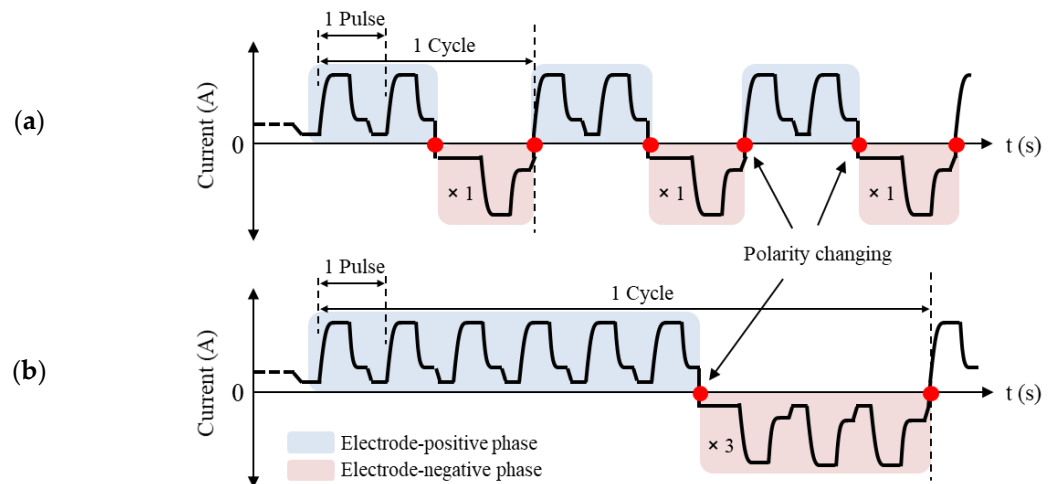 1 Pulse
1 Cycle
(a)
Current (A)
0
t (s)
× 1
× 1
× 1
Polarity changing
1 Pulse
1 Cycle
(b)
Current (A)
0
t (s)
× 3
Electrode-positive phase
Electrode-negative phase